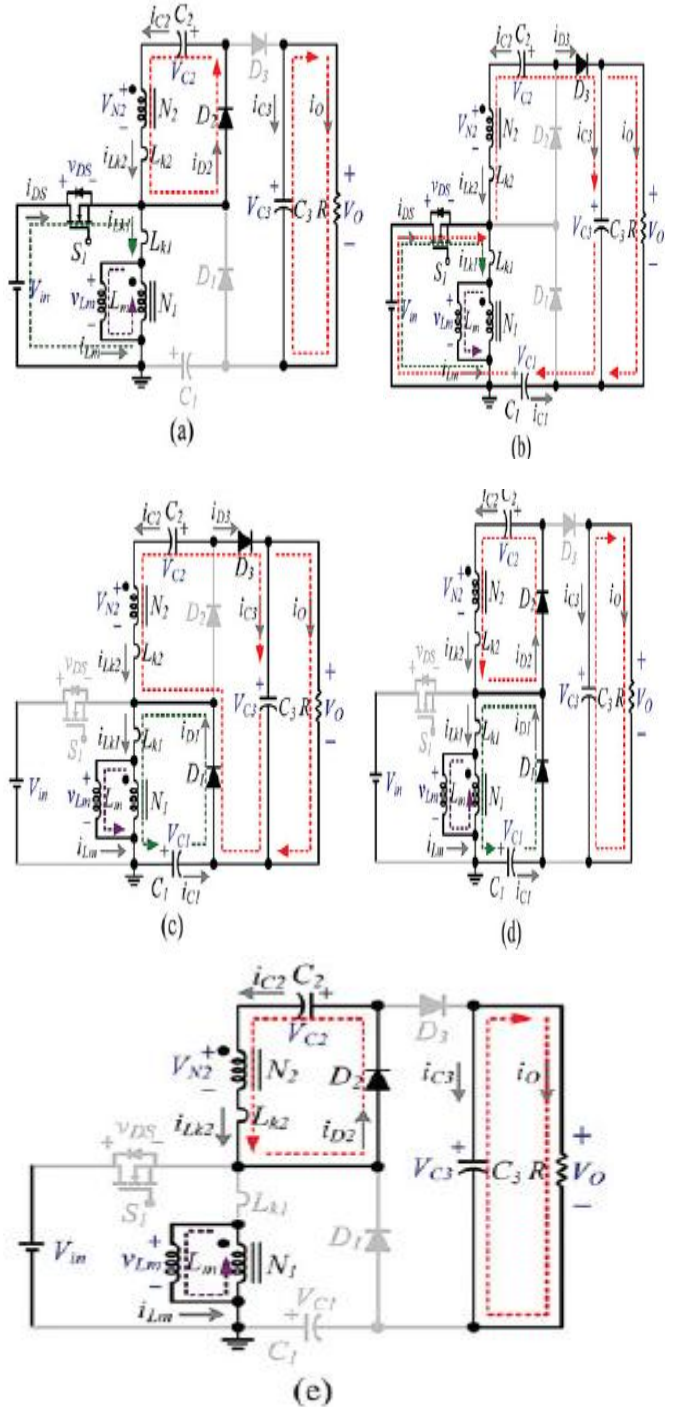 iC2 C2 +
VC2 D3
+ VN2 - N2 D2 iC3 iO
iLk2 Lk2 iD2
iDS + vDS - + VC3 C3 R + VO -
S1 iLk1 Lk1
Vin + vLm - Lm N1 D1
iLm + C1
(a)
iC2 C2 + iD3
VC2 D3
+ VN2 - N2 D2 iC3 iO
iLk2 Lk2
iDS + vDS - + VC3 C3 R + VO -
S1 iLk1 Lk1
Vin + vLm - Lm N1 D1
iLm + VC1
C1 iC1
(b)
iC2 C2 + iD3
VC2 D3
+ VN2 - N2 D2 iC3 iO
iLk2 Lk2
+ vDS - + VC3 C3 R + VO -
S1 iLk1 Lk1 iD1
Vin + vLm - Lm N1 D1
iLm + VC1
C1 iC1
(c)
iC2 C2 +
VC2 D3
+ VN2 - N2 D2 iC3 iO
iLk2 Lk2 iD2
+ vDS - + VC3 C3 R + VO -
S1 iLk1 Lk1 iD1
Vin + vLm - Lm N1 D1
iLm + VC1
C1 iC1
(d)
iC2 C2 +
VC2 D3
+ VN2 - N2 D2 iC3 iO
iLk2 Lk2 iD2
+ vDS - + VC3 C3 R + VO -
S1 Lk1
Vin + vLm - Lm N1 D1
iLm + VC1
C1
(e)